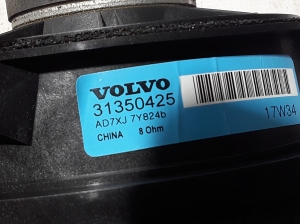 VOLVO
31350425
AD7XJ 7Y824b
CHINA 8 Ohm
17W34